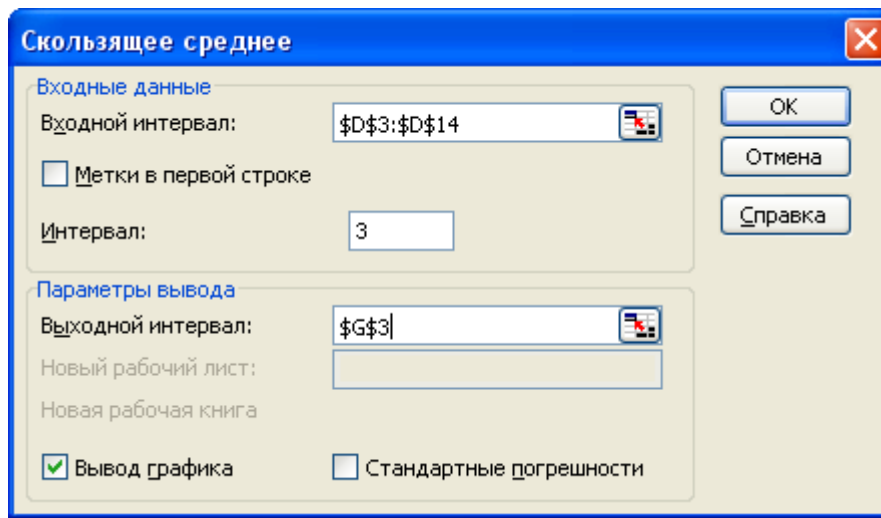 Скользящее среднее
Входные данные
Входной интервал: $D$3:$D$14
Метки в первой строке
Интервал: 3
OK
Отмена
Справка
Параметры вывода
Выходной интервал: $G$3
Новый рабочий лист:
Новая рабочая книга
Вывод графика Стандартные погрешности